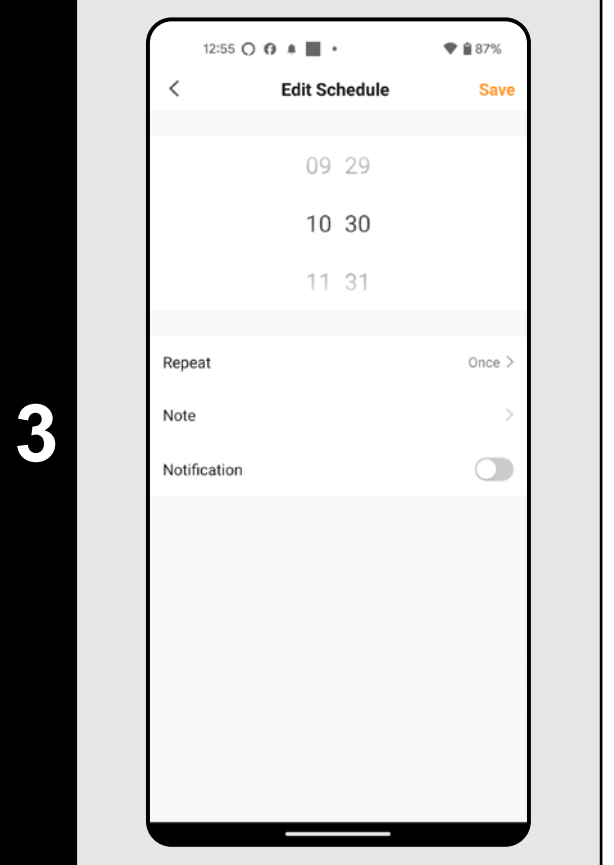 12:55 87%
Edit Schedule Save
09 29
10 30
11 31
Repeat Once
3
Note
Notification